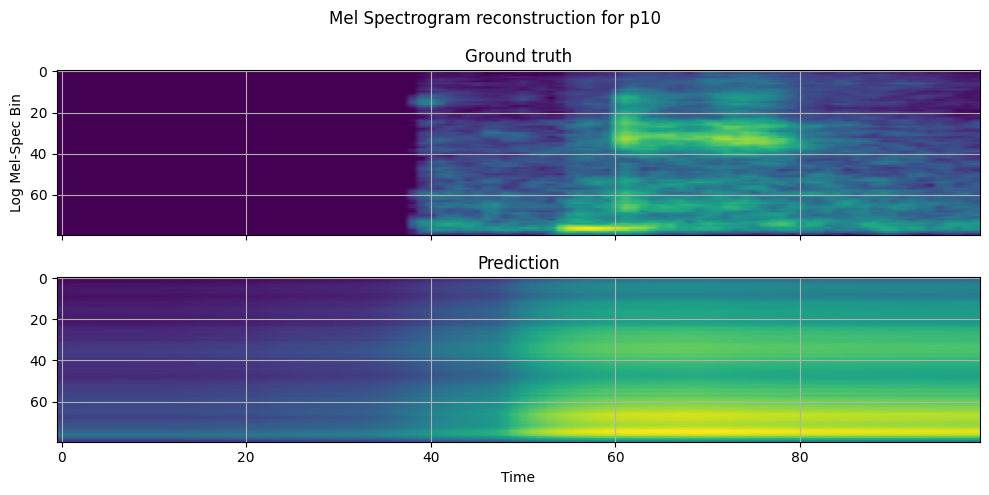 Mel Spectrogram reconstruction for p10
Ground truth
Log Mel-Spec Bin
0
20
40
60
Prediction
0
20
40
60
0 20 40 60 80
Time